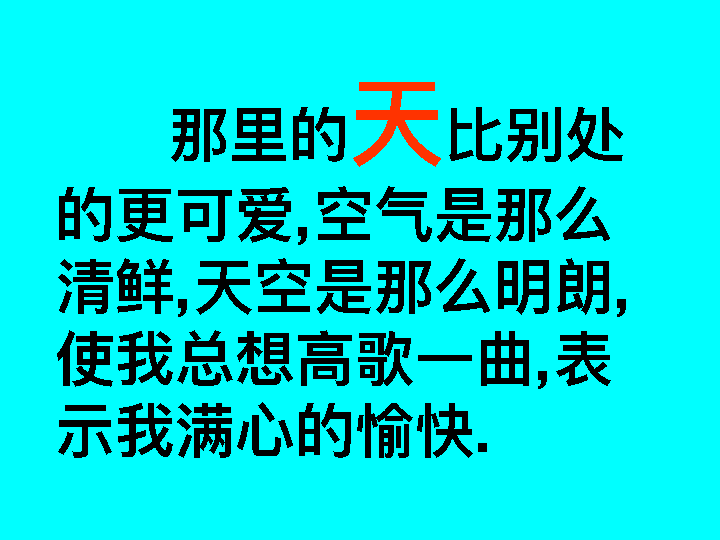 那里的天比别处
的更可爱,空气是那么
清鲜,天空是那么明朗,
使我总想高歌一曲,表
示我满心的愉快.